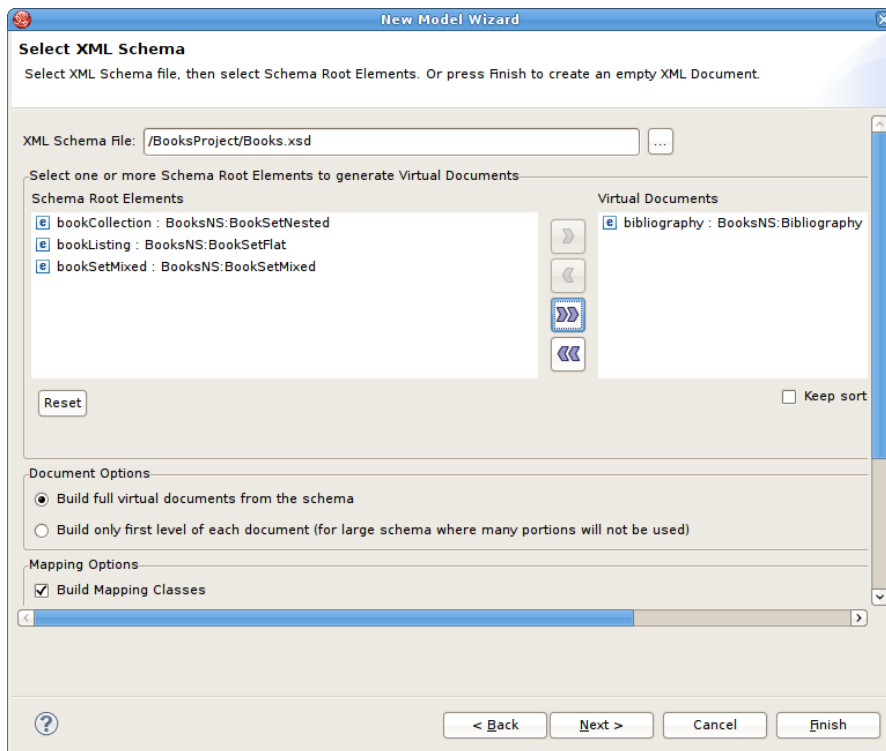 New Model Wizard
Select XML Schema
Select XML Schema file, then select Schema Root Elements. Or press Finish to create an empty XML Document.
XML Schema File: /BooksProject/Books.xsd ...
Select one or more Schema Root Elements to generate Virtual Documents
Schema Root Elements Virtual Documents
e bookCollection : BooksNS:BookSetNested e bibliography : BooksNS:Bibliography
e bookListing : BooksNS:BookSetFlat
e bookSetMixed : BooksNS:BookSetMixed
Reset Keep sort
Document Options
Build full virtual documents from the schema
Build only first level of each document (for large schema where many portions will not be used)
Mapping Options
Build Mapping Classes
? < Back Next > Cancel Finish